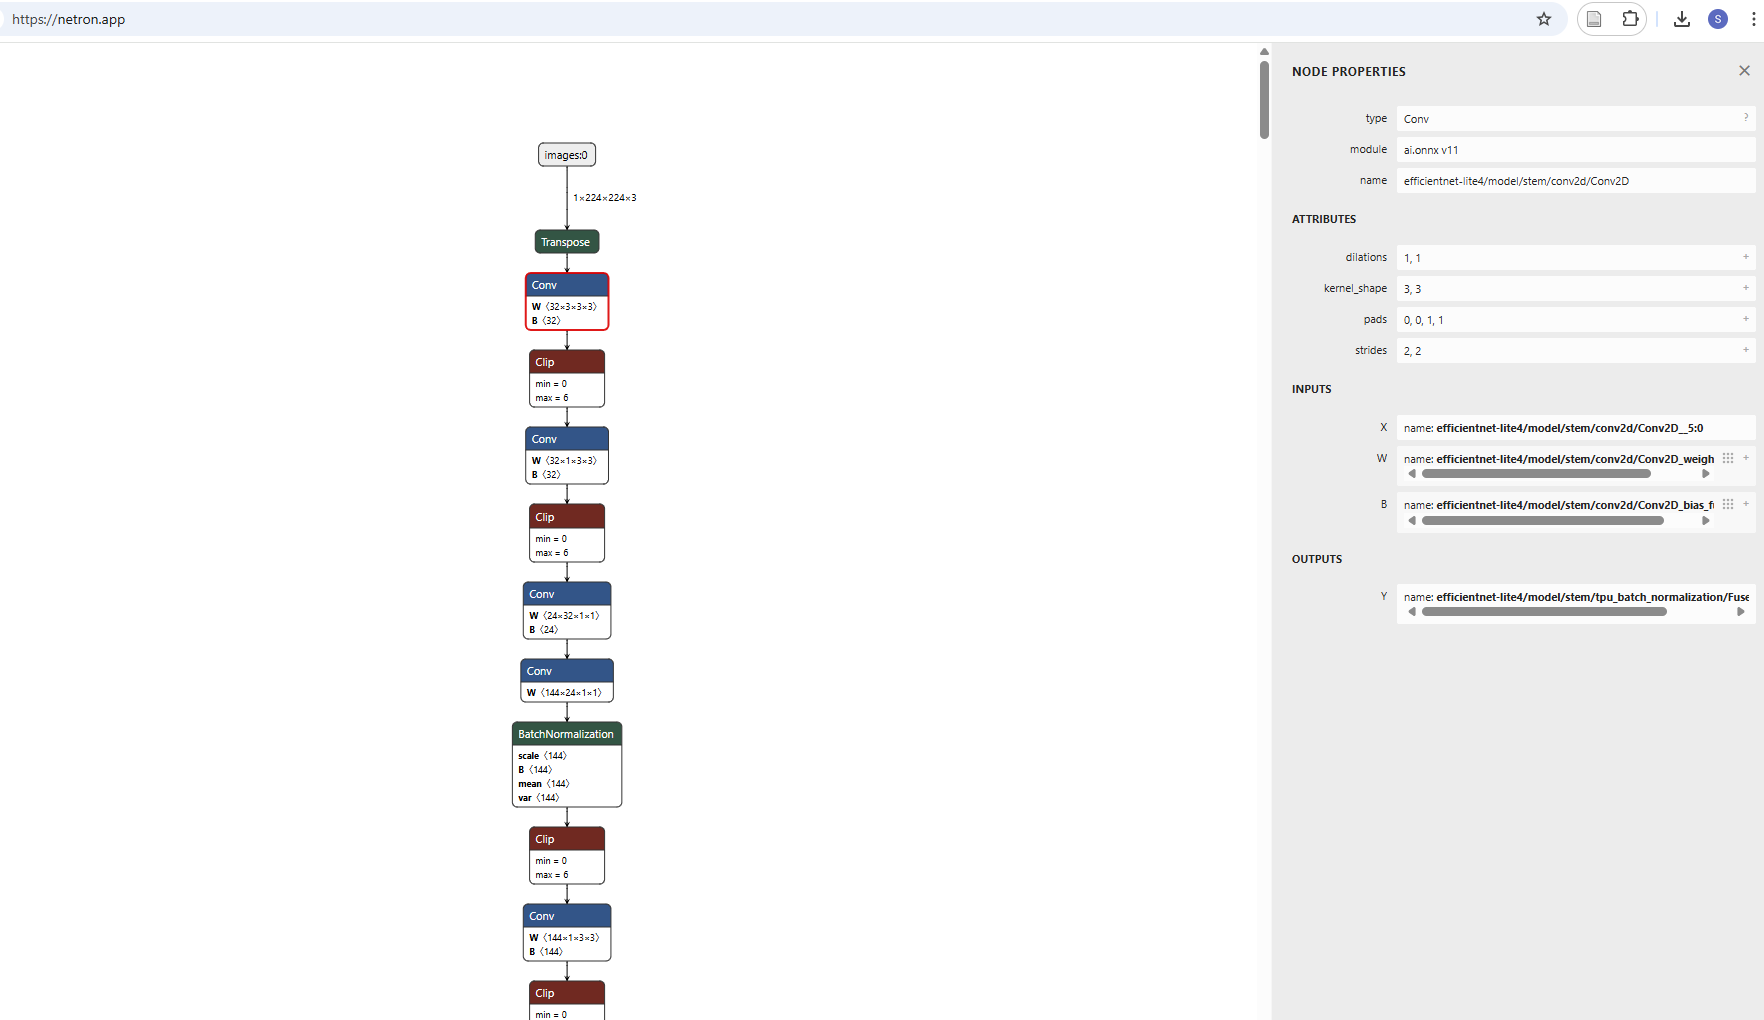 https://netron.app
S
images:0
1×224×224×3
Transpose
Conv
W ⟨32×3×3×3⟩
B ⟨32⟩
Clip
min = 0
max = 6
Conv
W ⟨32×1×3×3⟩
B ⟨32⟩
Clip
min = 0
max = 6
Conv
W ⟨24×32×1×1⟩
B ⟨24⟩
Conv
W ⟨144×24×1×1⟩
BatchNormalization
scale ⟨144⟩
B ⟨144⟩
mean ⟨144⟩
var ⟨144⟩
Clip
min = 0
max = 6
Conv
W ⟨144×1×3×3⟩
B ⟨144⟩
Clip
min = 0
NODE PROPERTIES
type Conv ?
module ai.onnx v11
name efficientnet-lite4/model/stem/conv2d/Conv2D
ATTRIBUTES
dilations 1, 1 +
kernel_shape 3, 3 +
pads 0, 0, 1, 1 +
strides 2, 2 +
INPUTS
X name: efficientnet-lite4/model/stem/conv2d/Conv2D__5:0
W name: efficientnet-lite4/model/stem/conv2d/Conv2D_weigh +
B name: efficientnet-lite4/model/stem/conv2d/Conv2D_bias_f +
OUTPUTS
Y name: efficientnet-lite4/model/stem/tpu_batch_normalization/Fuse